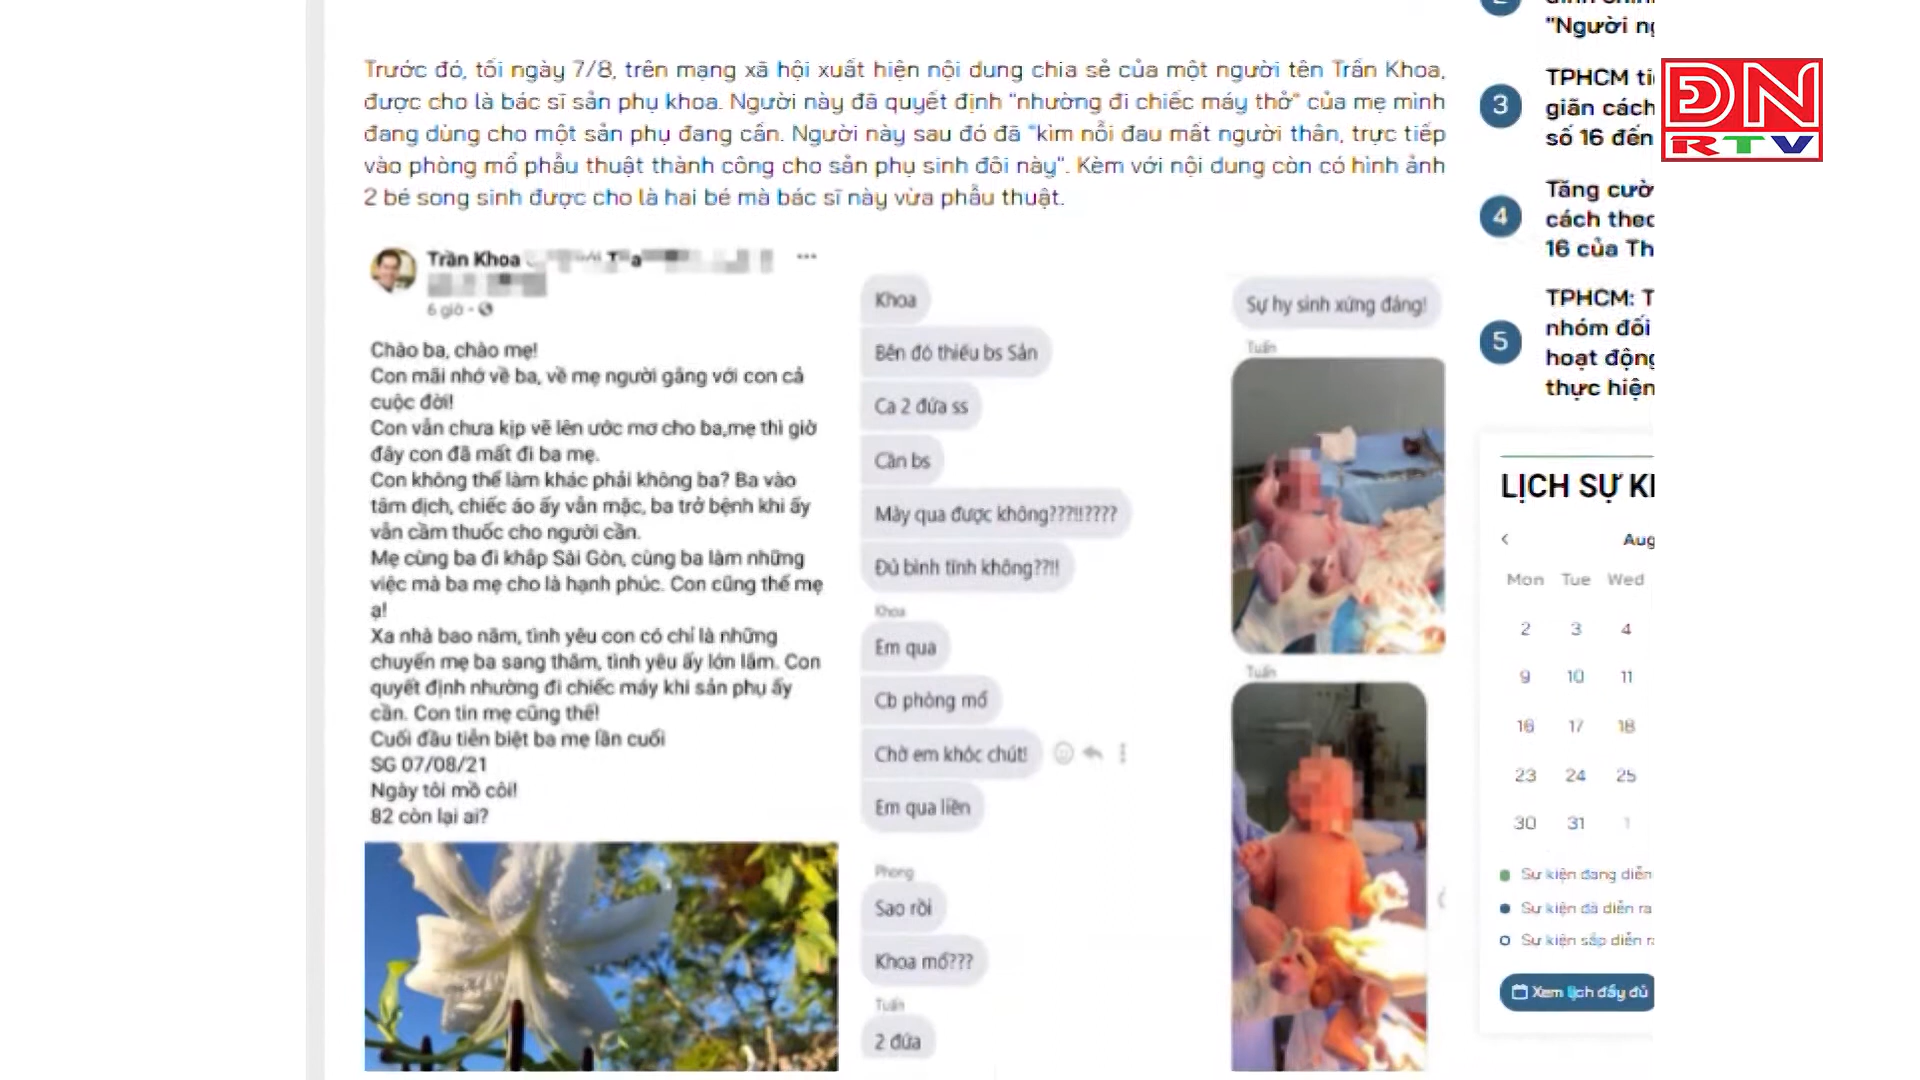 Trước đó, tối ngày 7/8, trên mạng xã hội xuất hiện nội dung chia sẻ của một người tên Trần Khoa,
được cho là bác sĩ sản phụ khoa. Người này đã quyết định "nhường đi chiếc máy thở" của mẹ mình
đang dùng cho một sản phụ đang cần. Người này sau đó đã "kìm nỗi đau mất người thân, trực tiếp
vào phòng mổ phẫu thuật thành công cho sản phụ sinh đôi này". Kèm với nội dung còn có hình ảnh
2 bé song sinh được cho là hai bé mà bác sĩ này vừa phẫu thuật.
Trần Khoa
6 giờ
Chào ba, chào mẹ!
Con mãi nhớ về ba, về mẹ người gắng với con cả
cuộc đời!
Con vẫn chưa kịp vẽ lên ước mơ cho ba,mẹ thì giờ
đây con đã mất đi ba mẹ.
Con không thể làm khác phải không ba? Ba vào
tâm dịch, chiếc áo ấy vẫn mặc, ba trở bệnh khi ấy
vẫn cầm thuốc cho người cần.
Mẹ cùng ba đi khắp Sài Gòn, cùng ba làm những
việc mà ba mẹ cho là hạnh phúc. Con cũng thế mẹ
ạ!
Xa nhà bao năm, tình yêu con có chỉ là những
chuyến mẹ ba sang thăm, tình yêu ấy lớn lắm. Con
quyết định nhường đi chiếc máy khi sản phụ ấy
cần. Con tin mẹ cũng thế!
Cuối đầu tiễn biệt ba mẹ lần cuối
SG 07/08/21
Ngày tôi mồ côi!
82 còn lại ai?
Khoa
Bên đó thiếu bs Sản
Ca 2 đứa ss
Cần bs
Mày qua được không???!!????
Đủ bình tĩnh không??!!
Khoa
Em qua
Cb phòng mổ
Chờ em khóc chút!
Em qua liền
Phong
Sao rồi
Khoa mổ???
Tuấn
2 đứa
Sự hy sinh xứng đáng!
Tuấn
Tuấn
"Người
3
TPHCM
giãn cách
số 16 đến
4
Tăng cườ
cách theo
16 của Th
5
TPHCM: T
nhóm đối
hoạt động
thực hiện
LỊCH SỰ KI
Aug
Mon Tue Wed
2 3 4
9 10 11
16 17 18
23 24 25
30 31 1
Sự kiện đang diễn
Sự kiện đã diễn ra
Sự kiện sắp diễn ra
Xem lịch đầy đủ
ĐN
RTV